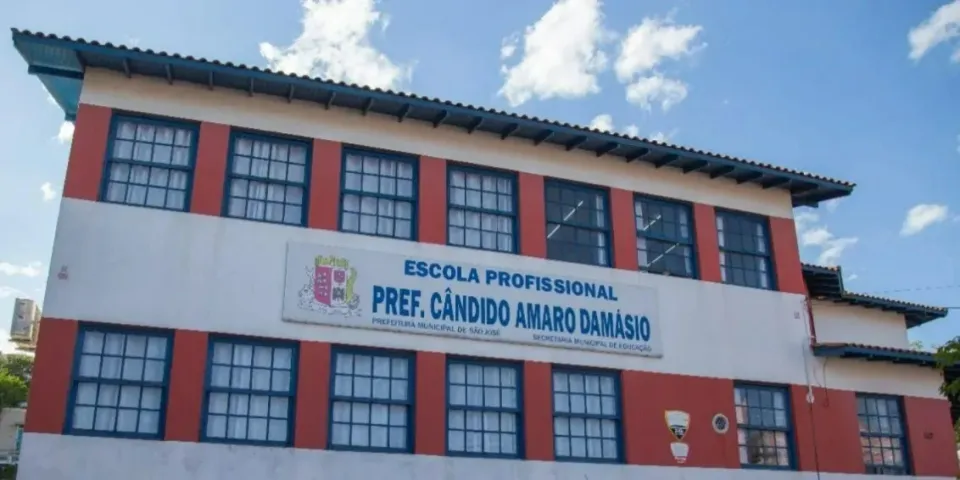 ESCOLA PROFISSIONAL
PREF. CÂNDIDO AMARO DAMÁSIO
PREFEITURA MUNICIPAL DE SÃO JOSÉ
SECRETARIA MUNICIPAL DE EDUCAÇÃO